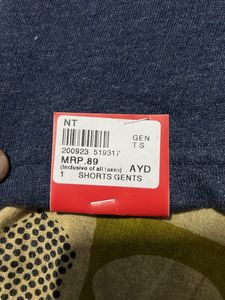 NT
GEN
TS
200923 519317
MRP.89
(Inclusive of all taxes) AYD
1 SHORTS GENTS